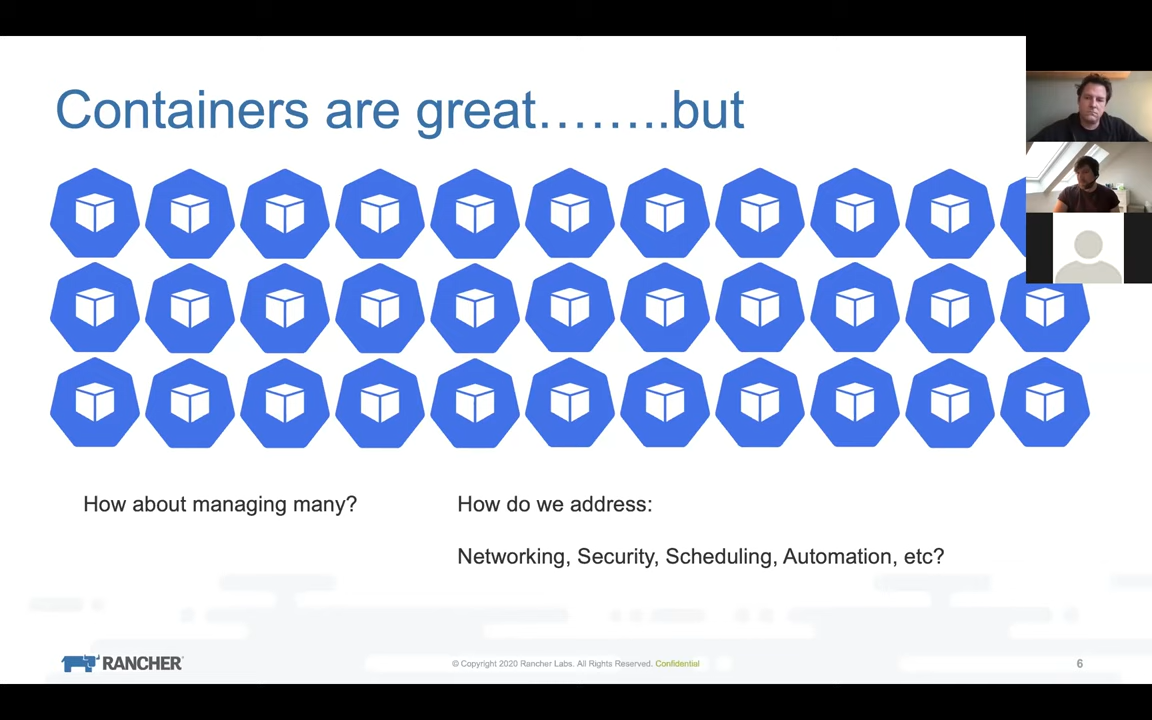 Containers are great……..but
How about managing many?
How do we address:
Networking, Security, Scheduling, Automation, etc?
RANCHER
© Copyright 2020 Rancher Labs. All Rights Reserved. Confidential
6